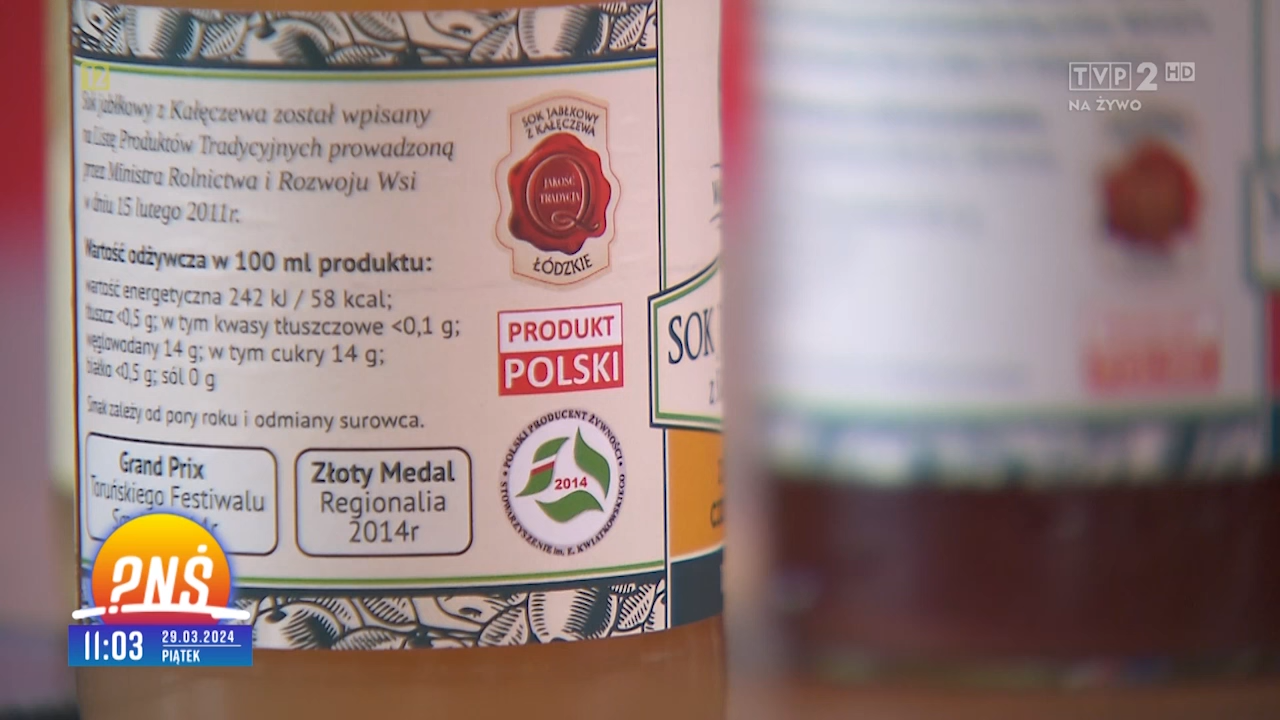 Sok jabłkowy z Kałęczewa został wpisany
na Listę Produktów Tradycyjnych prowadzoną
przez Ministra Rolnictwa i Rozwoju Wsi
w dniu 15 lutego 2011r.
Wartość odżywcza w 100 ml produktu:
wartość energetyczna 242 kJ / 58 kcal;
tłuszcz <0,5 g; w tym kwasy tłuszczowe <0,1 g;
węglowodany 14 g; w tym cukry 14 g;
białko <0,5 g; sól 0 g
Smak zależy od pory roku i odmiany surowca.
Grand Prix
Toruńskiego Festiwalu
Złoty Medal
Regionalia
2014r
SOK JABŁKOWY
Z KAŁĘCZEWA
JAKOŚĆ
TRADYCJA
Q
ŁÓDZKIE
PRODUKT
POLSKI
POLSKI PRODUCENT ŻYWNOŚCI
2014
STOWARZYSZENIE im. E. KWIATKOWSKIEGO
SOK
TVP 2 HD
NA ŻYWO
PNŚ
11:03
29.03.2024
PIĄTEK